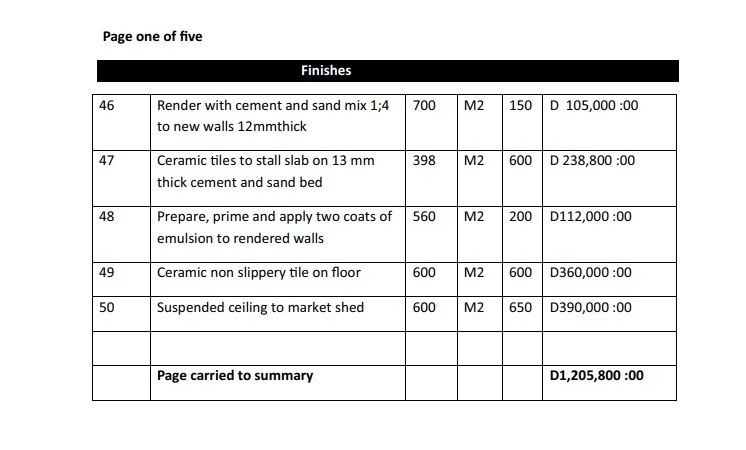 Page one of five
Finishes
46 Render with cement and sand mix 1;4 700 M2 150 D 105,000 :00
to new walls 12mmthick
47 Ceramic tiles to stall slab on 13 mm 398 M2 600 D 238,800 :00
thick cement and sand bed
48 Prepare, prime and apply two coats of 560 M2 200 D112,000 :00
emulsion to rendered walls
49 Ceramic non slippery tile on floor 600 M2 600 D360,000 :00
50 Suspended ceiling to market shed 600 M2 650 D390,000 :00
Page carried to summary D1,205,800 :00